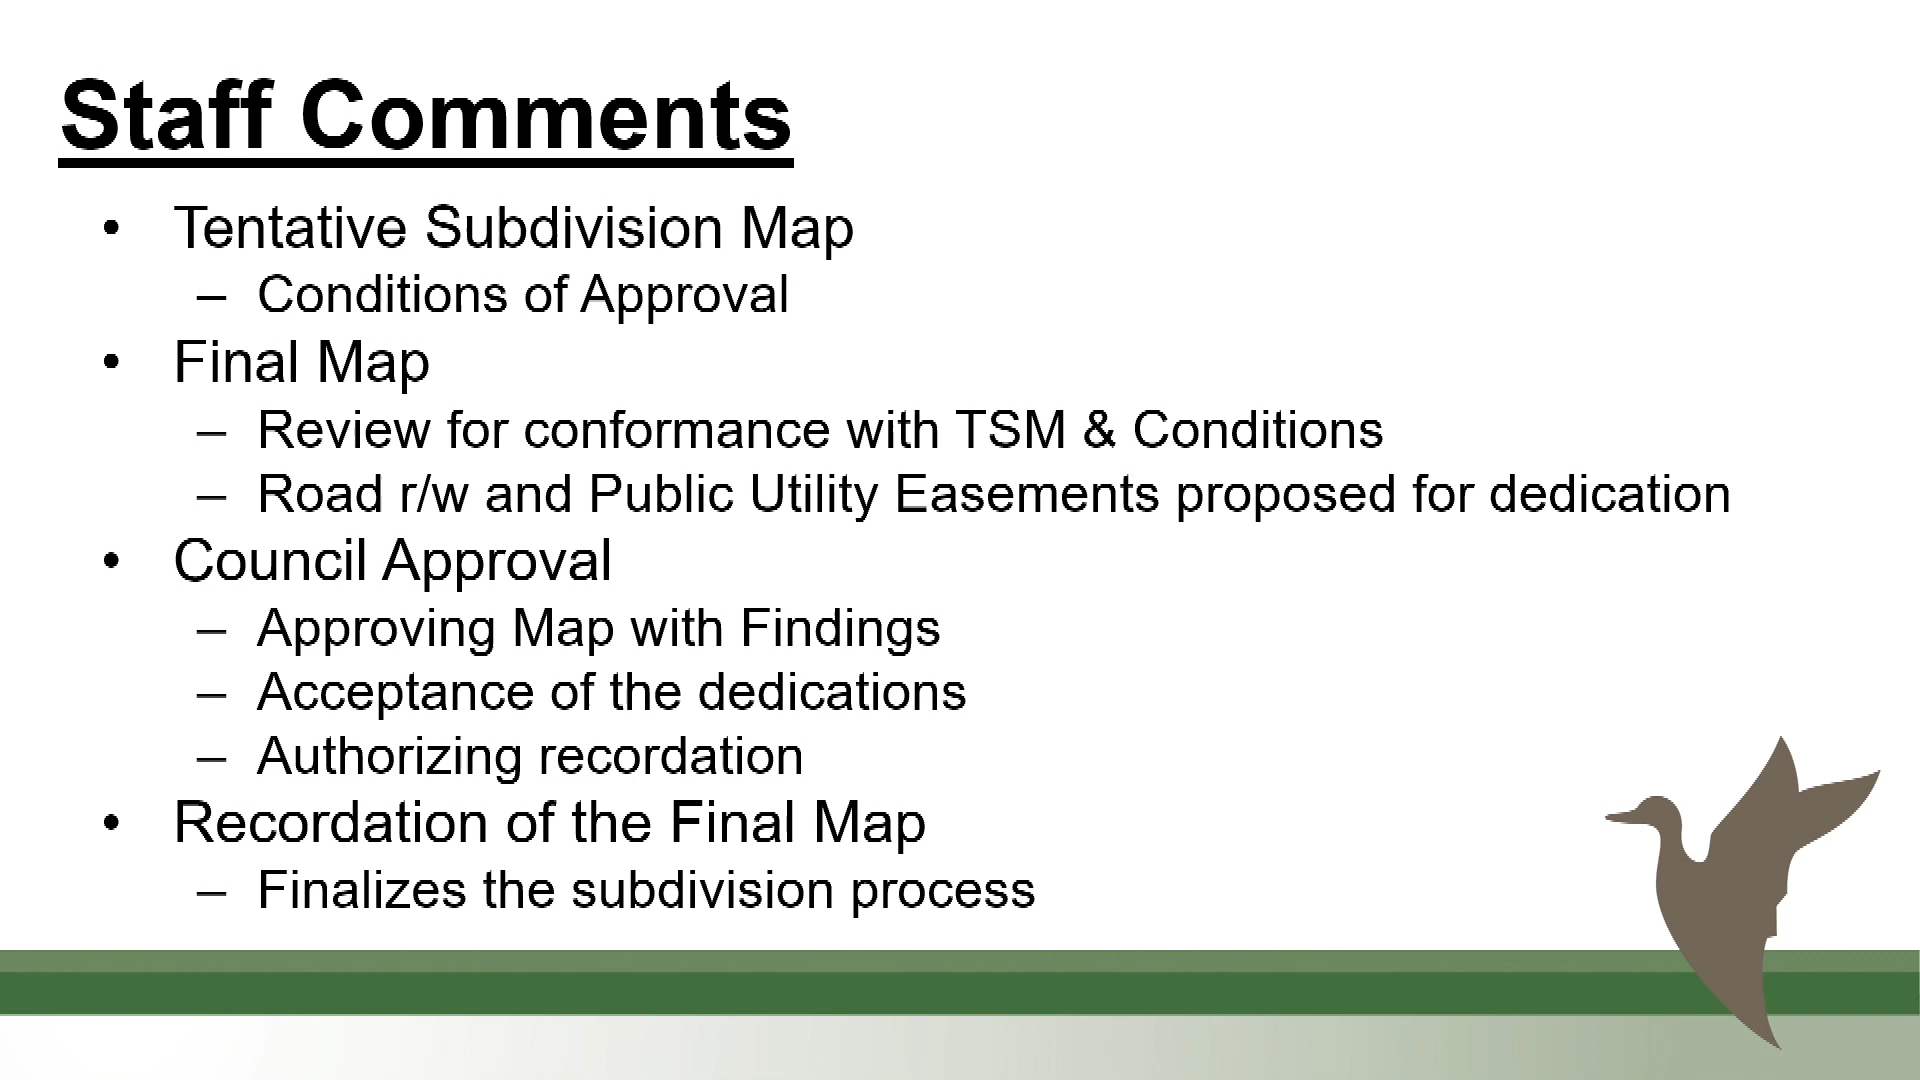 Staff Comments
• Tentative Subdivision Map
– Conditions of Approval
• Final Map
– Review for conformance with TSM & Conditions
– Road r/w and Public Utility Easements proposed for dedication
• Council Approval
– Approving Map with Findings
– Acceptance of the dedications
– Authorizing recordation
• Recordation of the Final Map
– Finalizes the subdivision process